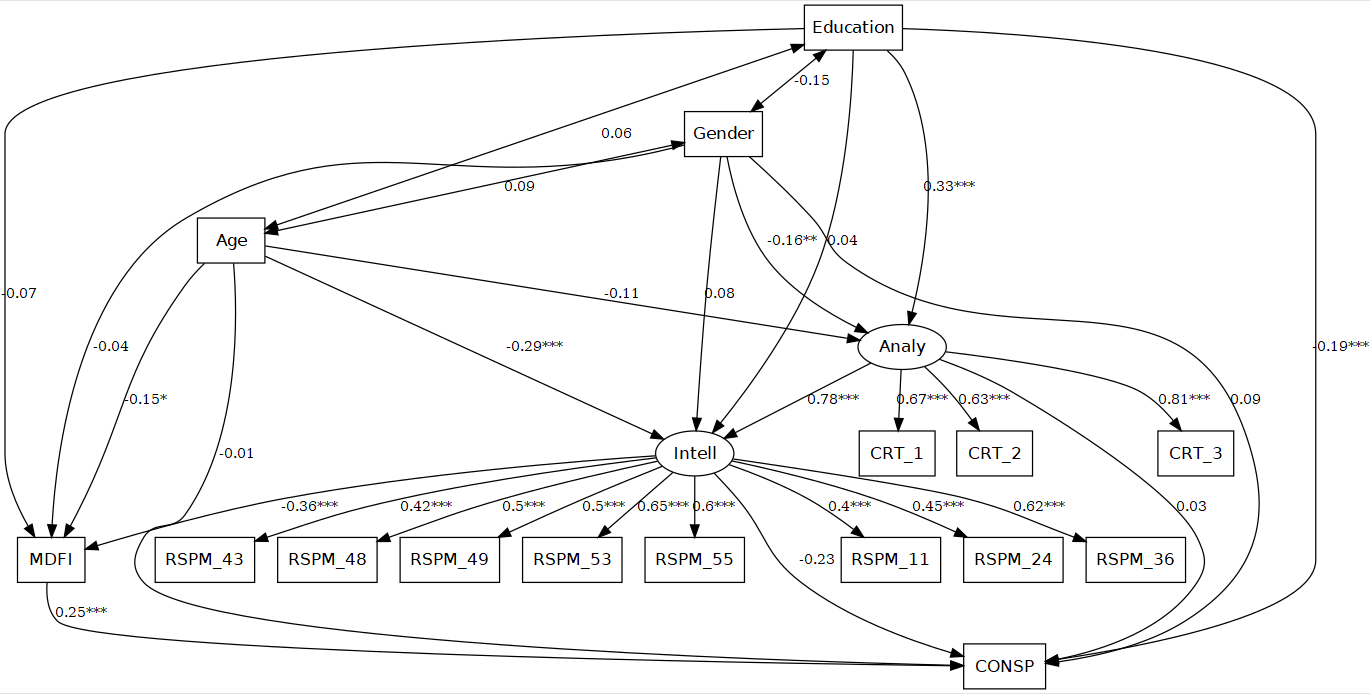 Education
-0.15
Gender
0.06
0.09
0.33***
Age
-0.16**
0.04
-0.07
-0.11
0.08
-0.04
-0.29***
Analy
-0.19***
-0.15*
0.78***
0.67***
0.63***
0.81***
0.09
-0.01
Intell
CRT_1
CRT_2
CRT_3
-0.36***
0.42***
0.5***
0.5***
0.65***
0.6***
0.4***
0.45***
0.62***
0.03
MDFI
RSPM_43
RSPM_48
RSPM_49
RSPM_53
RSPM_55
-0.23
RSPM_11
RSPM_24
RSPM_36
0.25***
CONSP